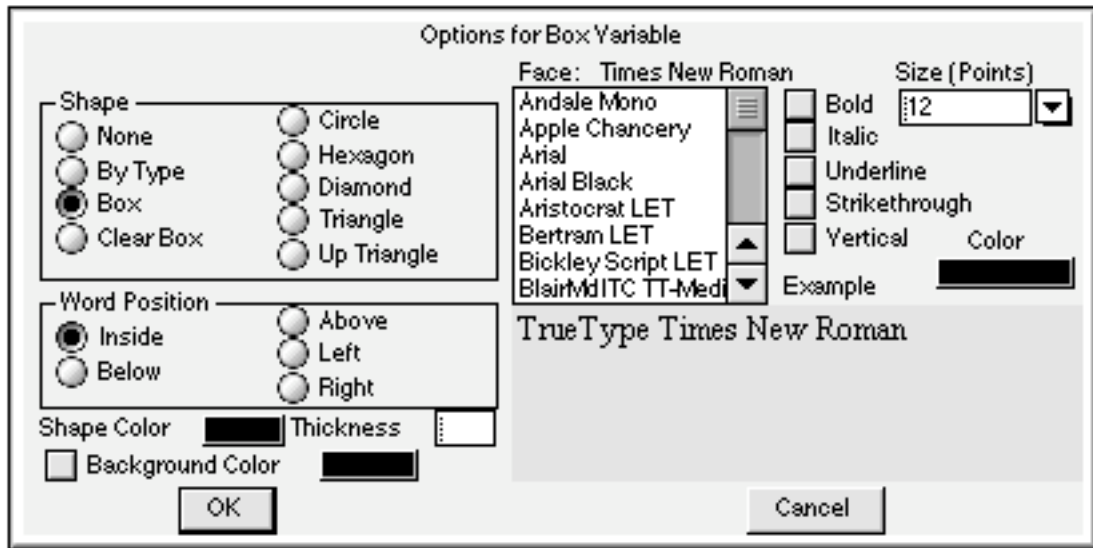 Options for Box Variable
Shape
None
By Type
Box
Clear Box
Circle
Hexagon
Diamond
Triangle
Up Triangle
Word Position
Inside
Below
Above
Left
Right
Shape Color
Thickness
Background Color
OK
Face: Times New Roman
Andale Mono
Apple Chancery
Arial
Arial Black
Aristocrat LET
Bertram LET
Bickley Script LET
BlairMdITC TT-Medi
Bold
Italic
Underline
Strikethrough
Vertical
Size (Points)
12
Color
Example
TrueType Times New Roman
Cancel